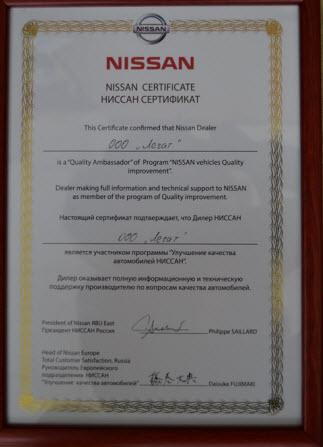 NISSAN
NISSAN
NISSAN CERTIFICATE
НИССАН СЕРТИФИКАТ
This Certificate confirmed that Nissan Dealer
ООО „Легат"
is a "Quality Ambassador" of Program "NISSAN vehicles Quality
improvement".
Dealer making full information and technical support to NISSAN
as member of the program of Quality improvement.
Настоящий сертификат подтверждает, что Дилер НИССАН
ООО „Легат"
является участником программы "Улучшение качества
автомобилей НИССАН".
Дилер оказывает полную информационную и техническую
поддержку производителю по вопросам качества автомобилей.
President of Nissan RBU East
Президент НИССАН Россия
Philippe SAILLARD
Head of Nissan Europe
Total Customer Satisfaction, Russia
Руководитель Европейского
подразделения НИССАН
"Улучшение качества автомобилей"
Daisuke FUJIMAKI